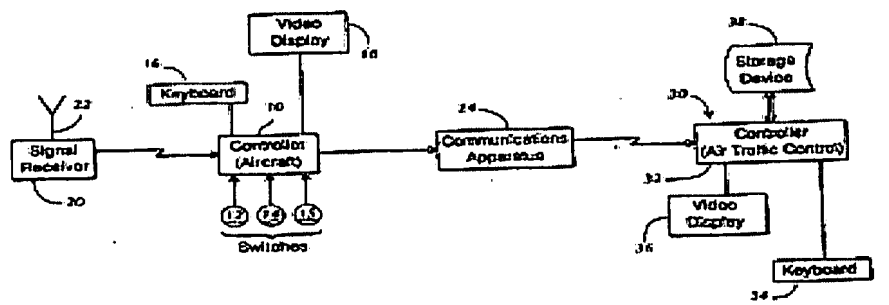 Video
Display
38
Storage
Device
16
Keyboard
10
22
24
30
Signal
Receiver
Controller
(Aircraft)
Communications
Apparatus
Controller
(Air Traffic Control)
20
32
12
Switches
Video
Display
36
Keyboard
34